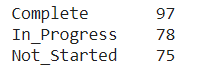 Complete 97
In_Progress 78
Not_Started 75